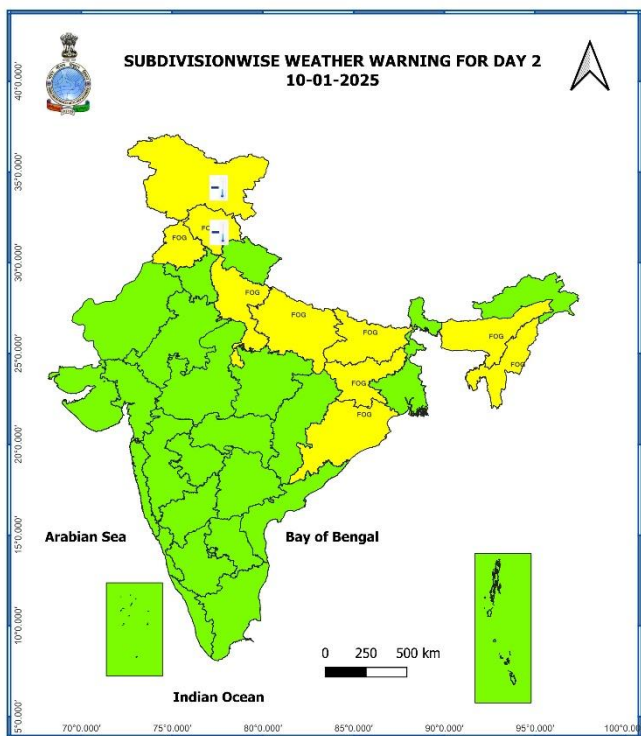 SUBDIVISIONWISE WEATHER WARNING FOR DAY 2
10-01-2025
40°0.000'
35°0.000'
30°0.000'
25°0.000'
20°0.000'
15°0.000'
10°0.000'
5°0.000'
FOG
FOG
FOG
FOG
FOG
FOG
FOG
FOG
Arabian Sea
Bay of Bengal
0 250 500 km
Indian Ocean
70°0.000' 75°0.000' 80°0.000' 85°0.000' 90°0.000' 95°0.000' 100°0.00